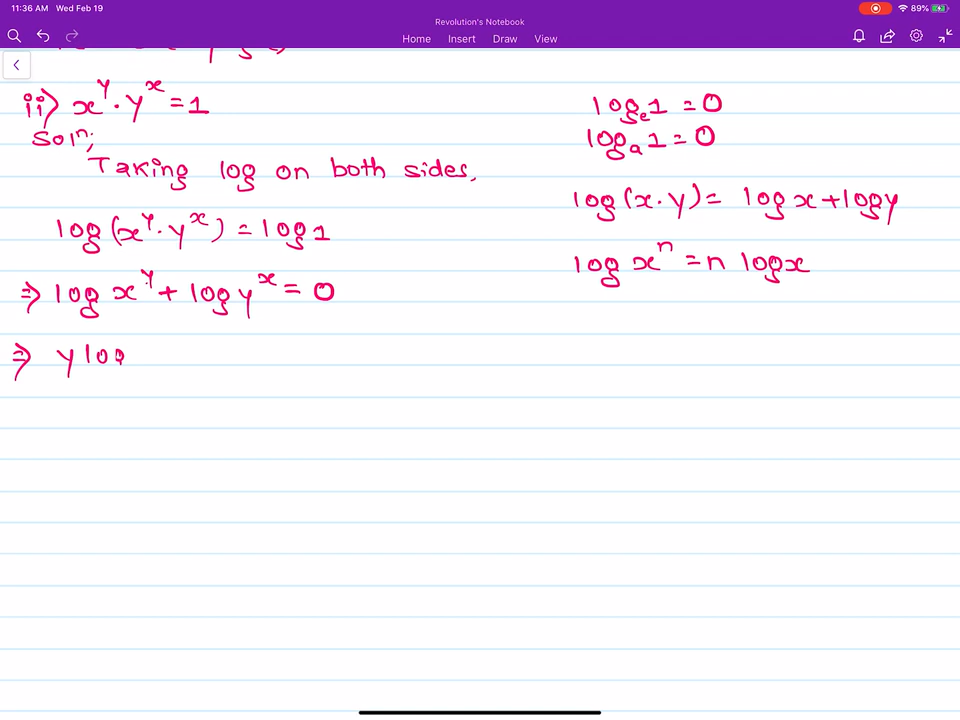 11:36 AM Wed Feb 19
89%
Revolution's Notebook
Home Insert Draw View
ii) x^y . y^x = 1
Soln;
Taking log on both sides,
log (x^y . y^x) = log 1
⇒ log x^y + log y^x = 0
⇒ y log
log_e 1 = 0
log_a 1 = 0
log (x . y) = log x + log y
log x^n = n log x